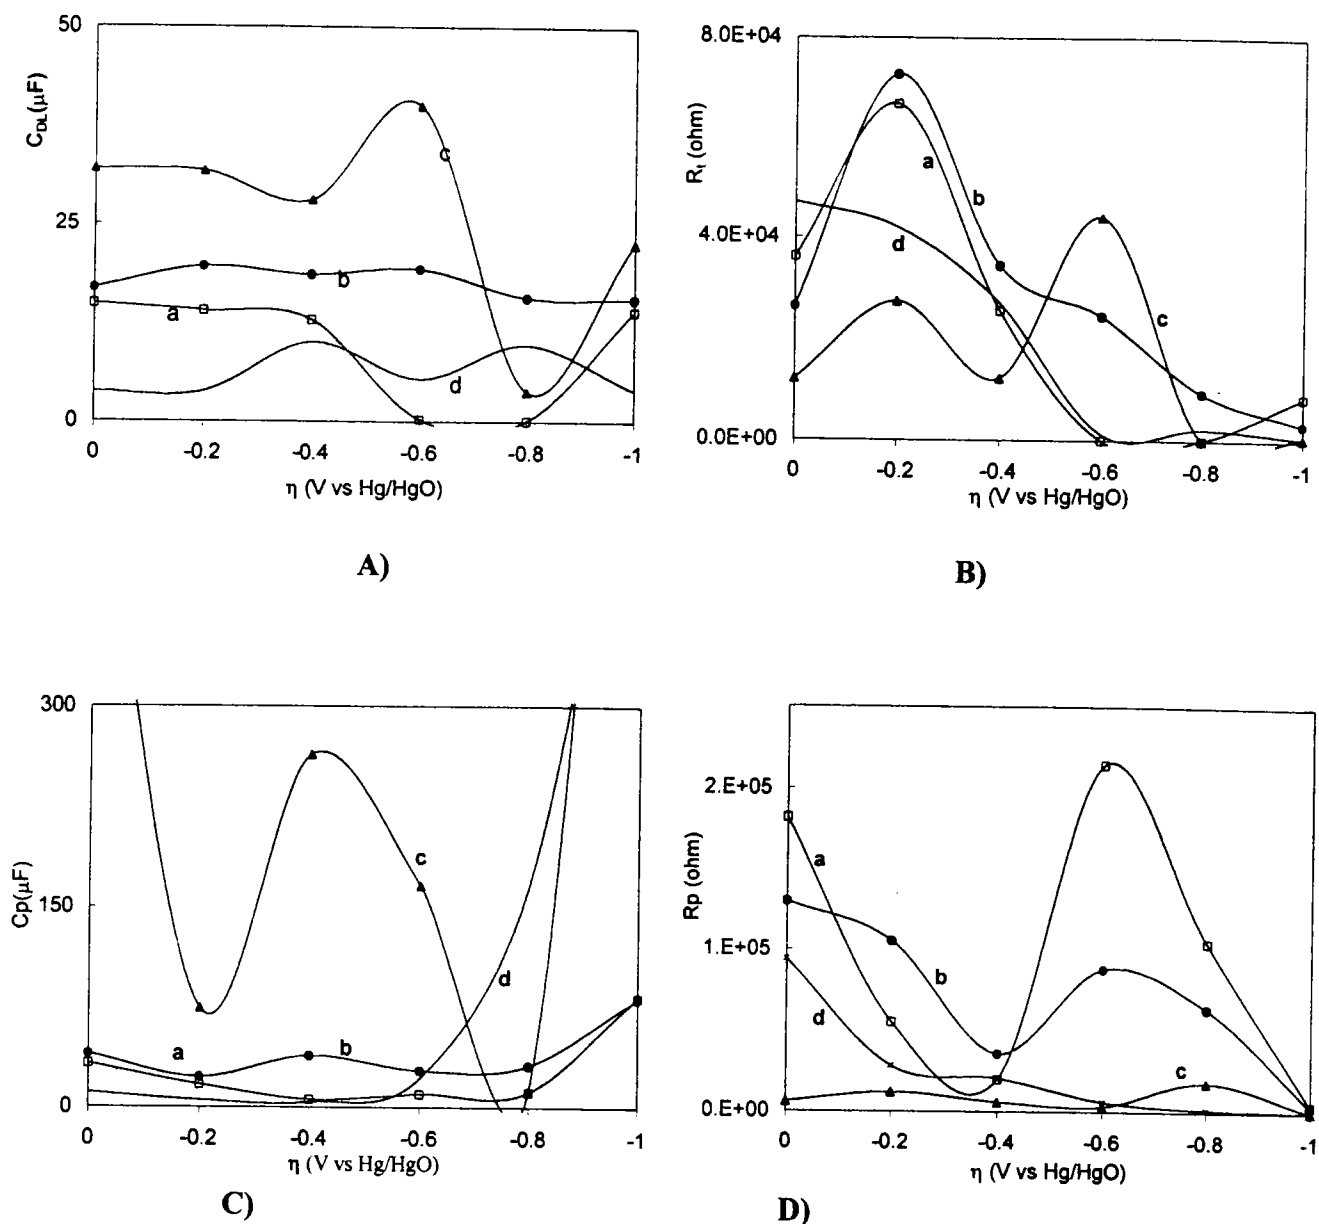 50
C_DL(μF)
c
25
b
a
d
0
0 -0.2 -0.4 -0.6 -0.8 -1
η (V vs Hg/HgO)
A)
8.0E+04
R_t (ohm)
a
b
d
4.0E+04
c
0.0E+00
0 -0.2 -0.4 -0.6 -0.8 -1
η (V vs Hg/HgO)
B)
300
Cp(μF)
c
150
d
a b
0
0 -0.2 -0.4 -0.6 -0.8 -1
η (V vs Hg/HgO)
C)
2.E+05
Rp (ohm)
a
1.E+05
b
d
c
0.E+00
0 -0.2 -0.4 -0.6 -0.8 -1
η (V vs Hg/HgO)
D)